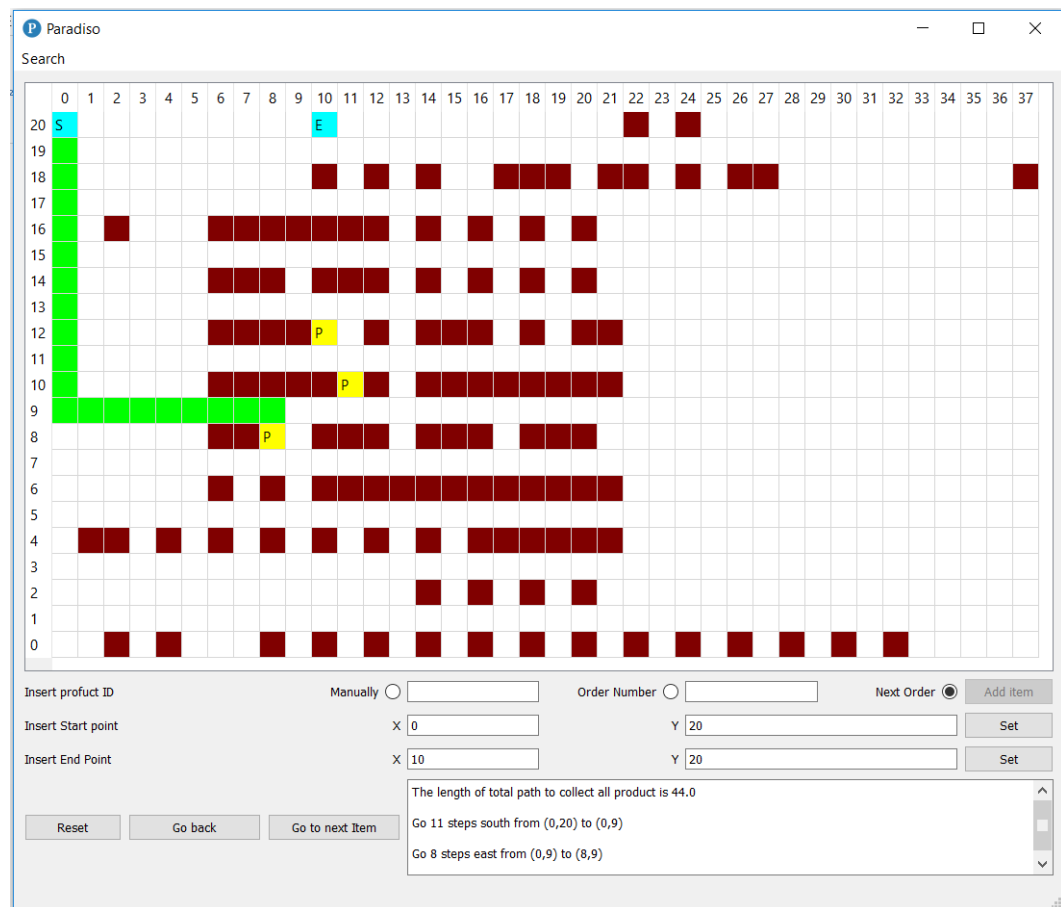 Paradiso
Search
0 1 2 3 4 5 6 7 8 9 10 11 12 13 14 15 16 17 18 19 20 21 22 23 24 25 26 27 28 29 30 31 32 33 34 35 36 37
20 S E
19
18
17
16
15
14
13
12 P
11
10 P
9
8 P
7
6
5
4
3
2
1
0
Insert profuct ID Manually Order Number Next Order Add item
Insert Start point X 0 Y 20 Set
Insert End Point X 10 Y 20 Set
The length of total path to collect all product is 44.0
Reset Go back Go to next Item Go 11 steps south from (0,20) to (0,9)
Go 8 steps east from (0,9) to (8,9)